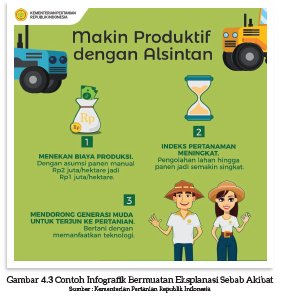 KEMENTERIAN PERTANIAN
REPUBLIK INDONESIA
Makin Produktif
dengan Alsintan
Rp
Rp
1
MENEKAN BIAYA PRODUKSI.
Dengan asumsi panen manual
Rp2 juta/hektare jadi
Rp1 juta/hektare.
2
INDEKS PERTANAMAN
MENINGKAT.
Pengolahan lahan hingga
panen jadi semakin singkat.
3
MENDORONG GENERASI MUDA
UNTUK TERJUN KE PERTANIAN.
Bertani dengan
memanfaatkan teknologi.
Gambar 4.3 Contoh Infografik Bermuatan Eksplanasi Sebab Akibat
Sumber : Kementerian Pertanian Republik Indonesia